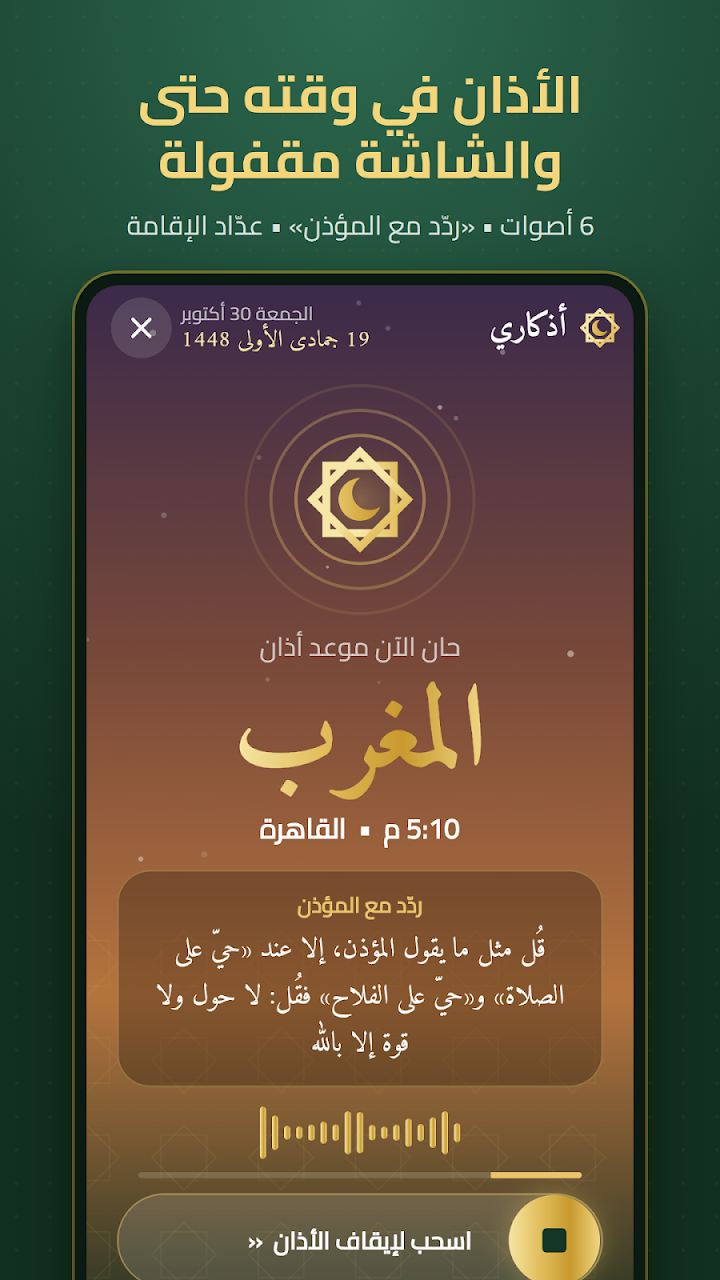 الأذان في وقته حتى
والشاشة مقفولة
6 أصوات ▪ «ردّد مع المؤذن» ▪ عدّاد الإقامة
أذكاري
الجمعة 30 أكتوبر
19 جمادى الأولى 1448
حان الآن موعد أذان
المغرب
5:10 م ▪ القاهرة
ردّد مع المؤذن
قُل مثل ما يقول المؤذن، إلا عند «حيّ على
الصلاة» و«حيّ على الفلاح» فقُل: لا حول ولا
قوة إلا بالله
اسحب لإيقاف الأذان »